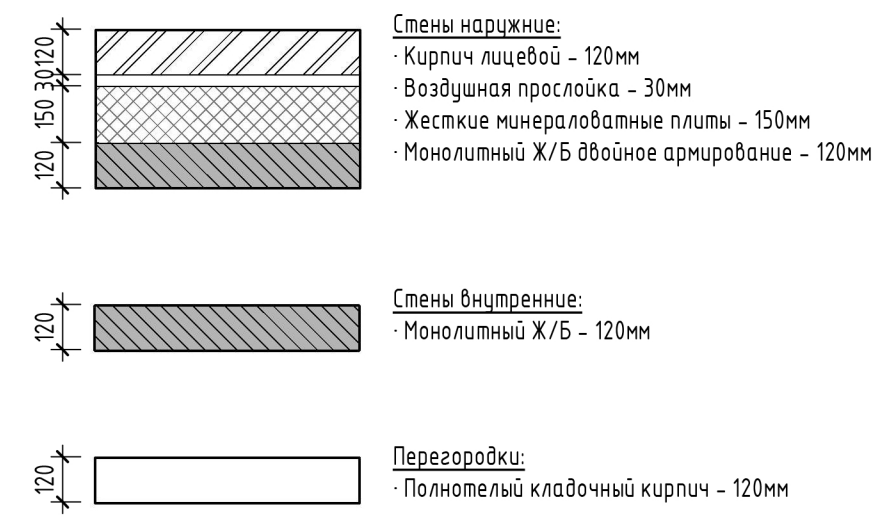 Стены наружние:
· Кирпич лицевой – 120мм
· Воздушная прослойка – 30мм
· Жесткие минераловатные плиты – 150мм
· Монолитный Ж/Б двойное армирование – 120мм
120
30
150
120
Стены внутренние:
· Монолитный Ж/Б – 120мм
120
Перегородки:
· Полнотелый кладочный кирпич – 120мм
120